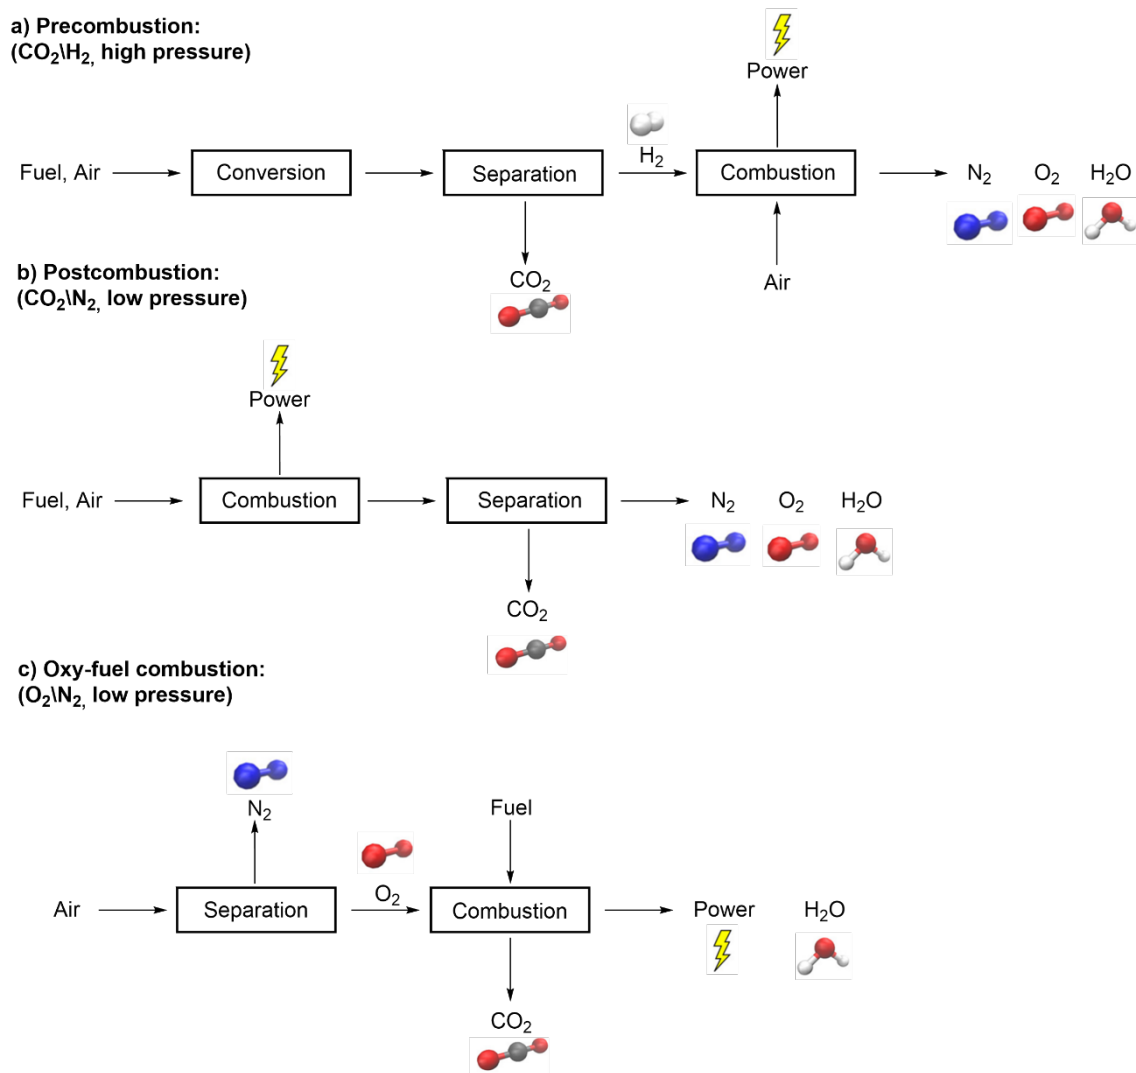 a) Precombustion:
(CO₂\H₂, high pressure)
Power
H₂
Fuel, Air
Conversion
Separation
Combustion
N₂ O₂ H₂O
CO₂
Air
b) Postcombustion:
(CO₂\N₂, low pressure)
Power
Fuel, Air
Combustion
Separation
N₂ O₂ H₂O
CO₂
c) Oxy-fuel combustion:
(O₂\N₂, low pressure)
N₂
Fuel
Air
Separation
O₂
Combustion
Power
H₂O
CO₂